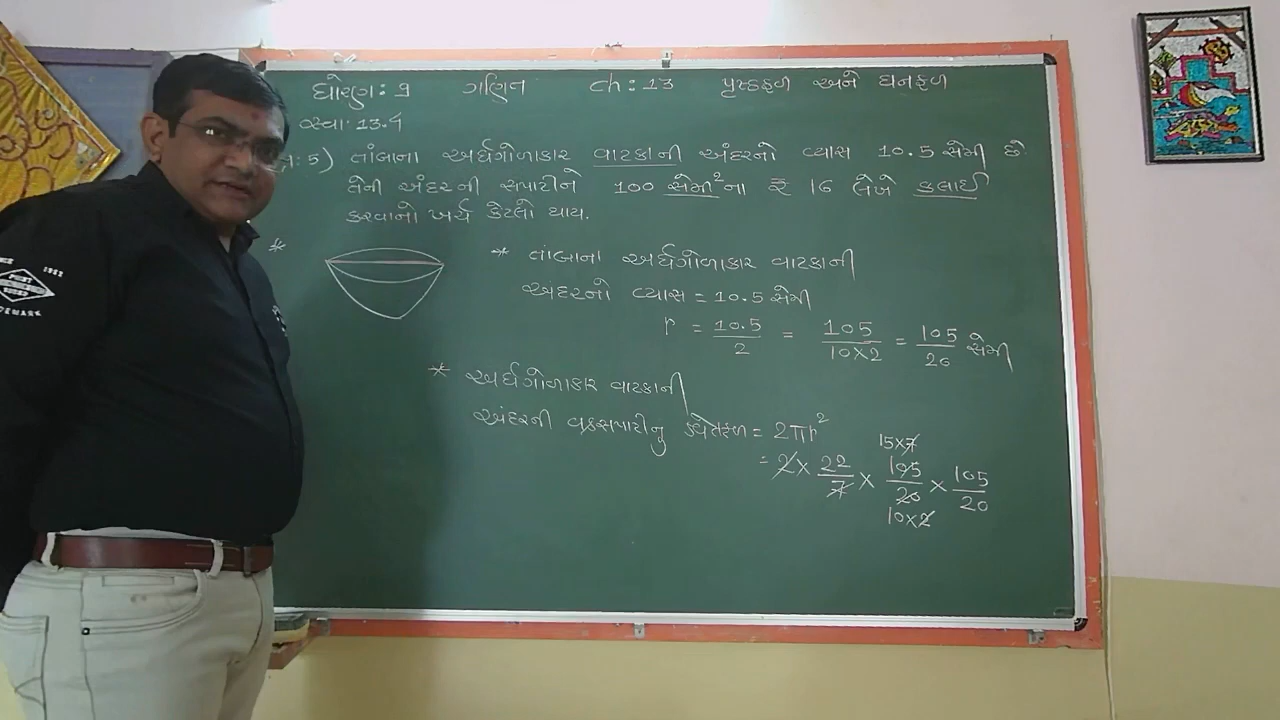 ધોરણ: 9 ગણિત ch: 13 પૃષ્ઠફળ અને ઘનફળ
સ્વા. 13.4
5) તાંબાના અર્ધગોળાકાર વાટકાની અંદરનો વ્યાસ 10.5 સેમી છે
તેની અંદરની સપાટીને 100 સેમી²ના ₹ 16 લેખે કલાઈ
કરવાનો ખર્ચ કેટલો થાય.
* * તાંબાના અર્ધગોળાકાર વાટકાની
અંદરનો વ્યાસ = 10.5 સેમી
r = 10.5/2 = 105/10×2 = 105/20 સેમી
* અર્ધગોળાકાર વાટકાની
અંદરની વક્રસપાટીનુ ક્ષેત્રફળ = 2πr²
15×7
= 2 × 22/7 × 105/20 × 105/20
10×2